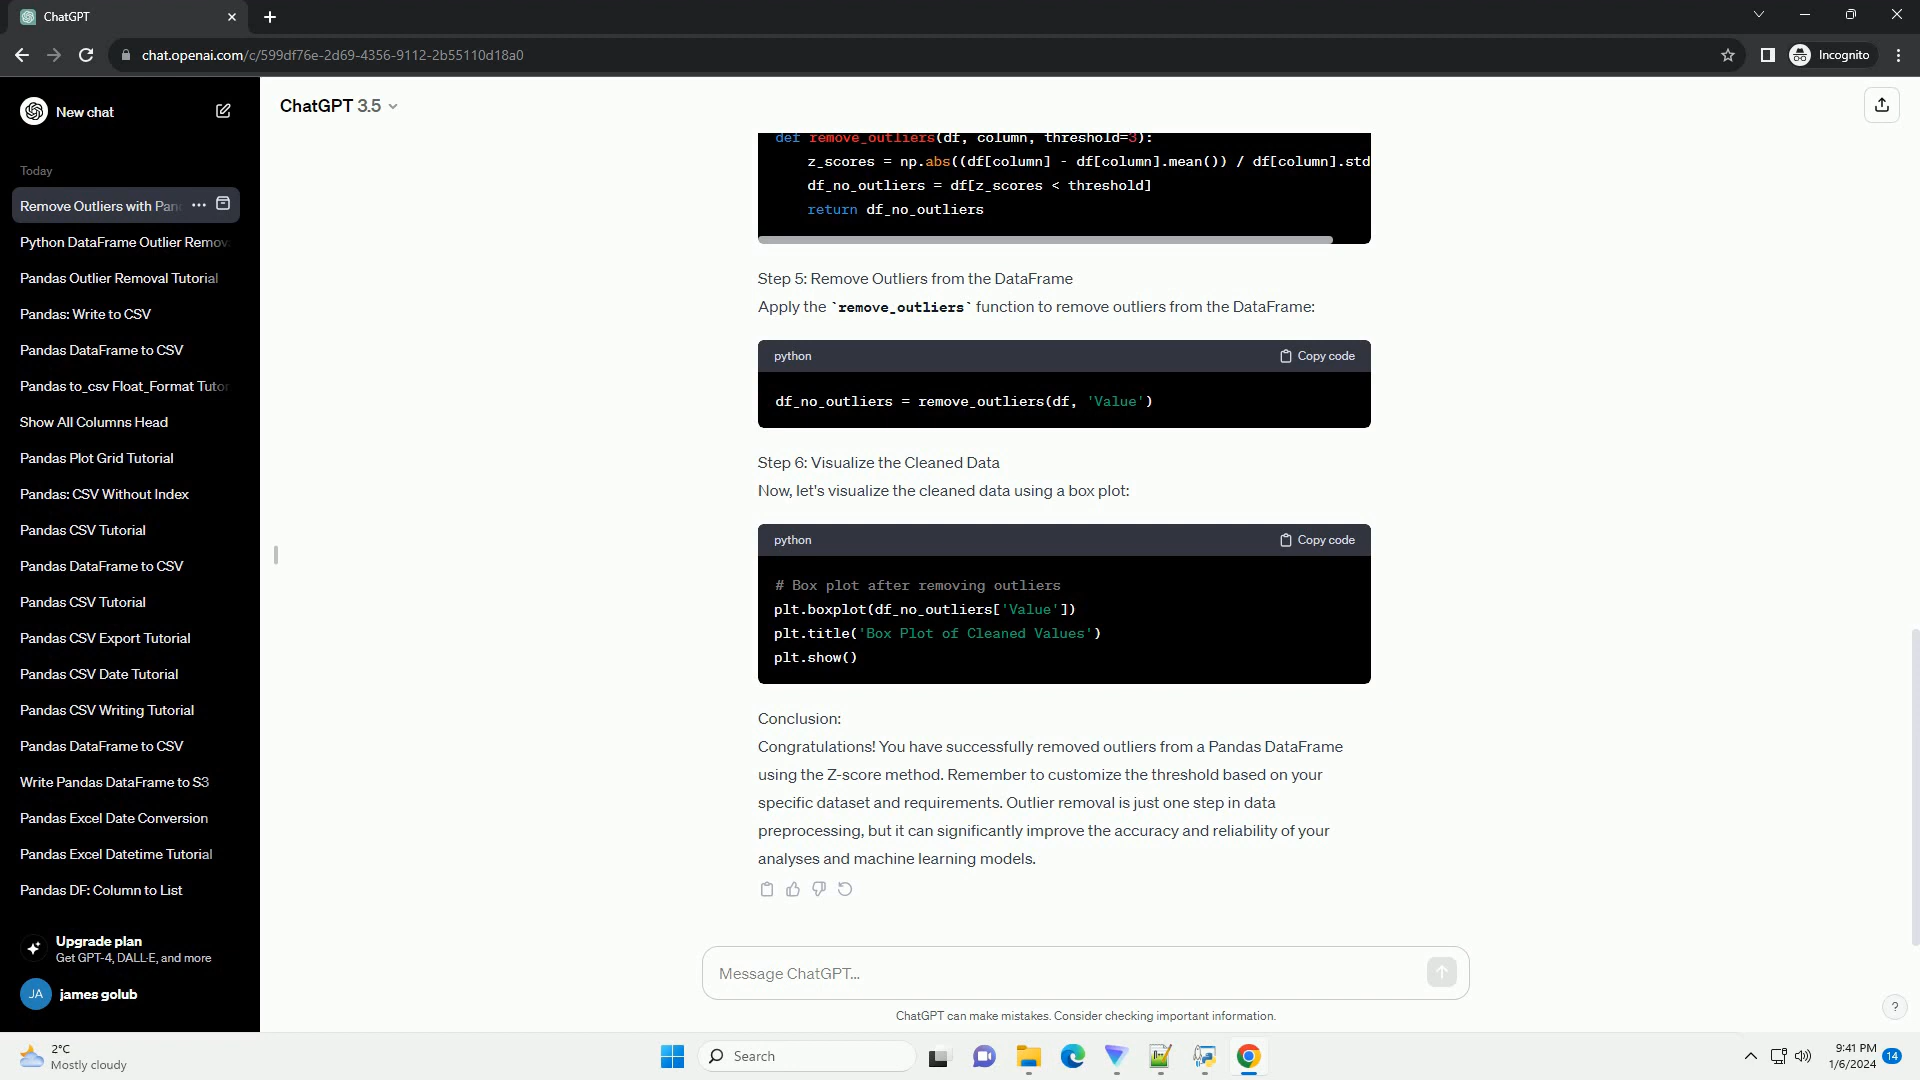 ChatGPT
chat.openai.com/c/599df76e-2d69-4356-9112-2b55110d18a0
Incognito
New chat
Today
Remove Outliers with Pan
Python DataFrame Outlier Remov
Pandas Outlier Removal Tutorial
Pandas: Write to CSV
Pandas DataFrame to CSV
Pandas to_csv Float_Format Tutor
Show All Columns Head
Pandas Plot Grid Tutorial
Pandas: CSV Without Index
Pandas CSV Tutorial
Pandas DataFrame to CSV
Pandas CSV Tutorial
Pandas CSV Export Tutorial
Pandas CSV Date Tutorial
Pandas CSV Writing Tutorial
Pandas DataFrame to CSV
Write Pandas DataFrame to S3
Pandas Excel Date Conversion
Pandas Excel Datetime Tutorial
Pandas DF: Column to List
Upgrade plan
Get GPT-4, DALL·E, and more
JA james golub
ChatGPT 3.5
def remove_outliers(df, column, threshold=3):
z_scores = np.abs((df[column] - df[column].mean()) / df[column].std
df_no_outliers = df[z_scores < threshold]
return df_no_outliers
Step 5: Remove Outliers from the DataFrame
Apply the `remove_outliers` function to remove outliers from the DataFrame:
python Copy code
df_no_outliers = remove_outliers(df, 'Value')
Step 6: Visualize the Cleaned Data
Now, let's visualize the cleaned data using a box plot:
python Copy code
# Box plot after removing outliers
plt.boxplot(df_no_outliers['Value'])
plt.title('Box Plot of Cleaned Values')
plt.show()
Conclusion:
Congratulations! You have successfully removed outliers from a Pandas DataFrame
using the Z-score method. Remember to customize the threshold based on your
specific dataset and requirements. Outlier removal is just one step in data
preprocessing, but it can significantly improve the accuracy and reliability of your
analyses and machine learning models.
Message ChatGPT...
ChatGPT can make mistakes. Consider checking important information.
?
2°C
Mostly cloudy
Search
9:41 PM
1/6/2024
14